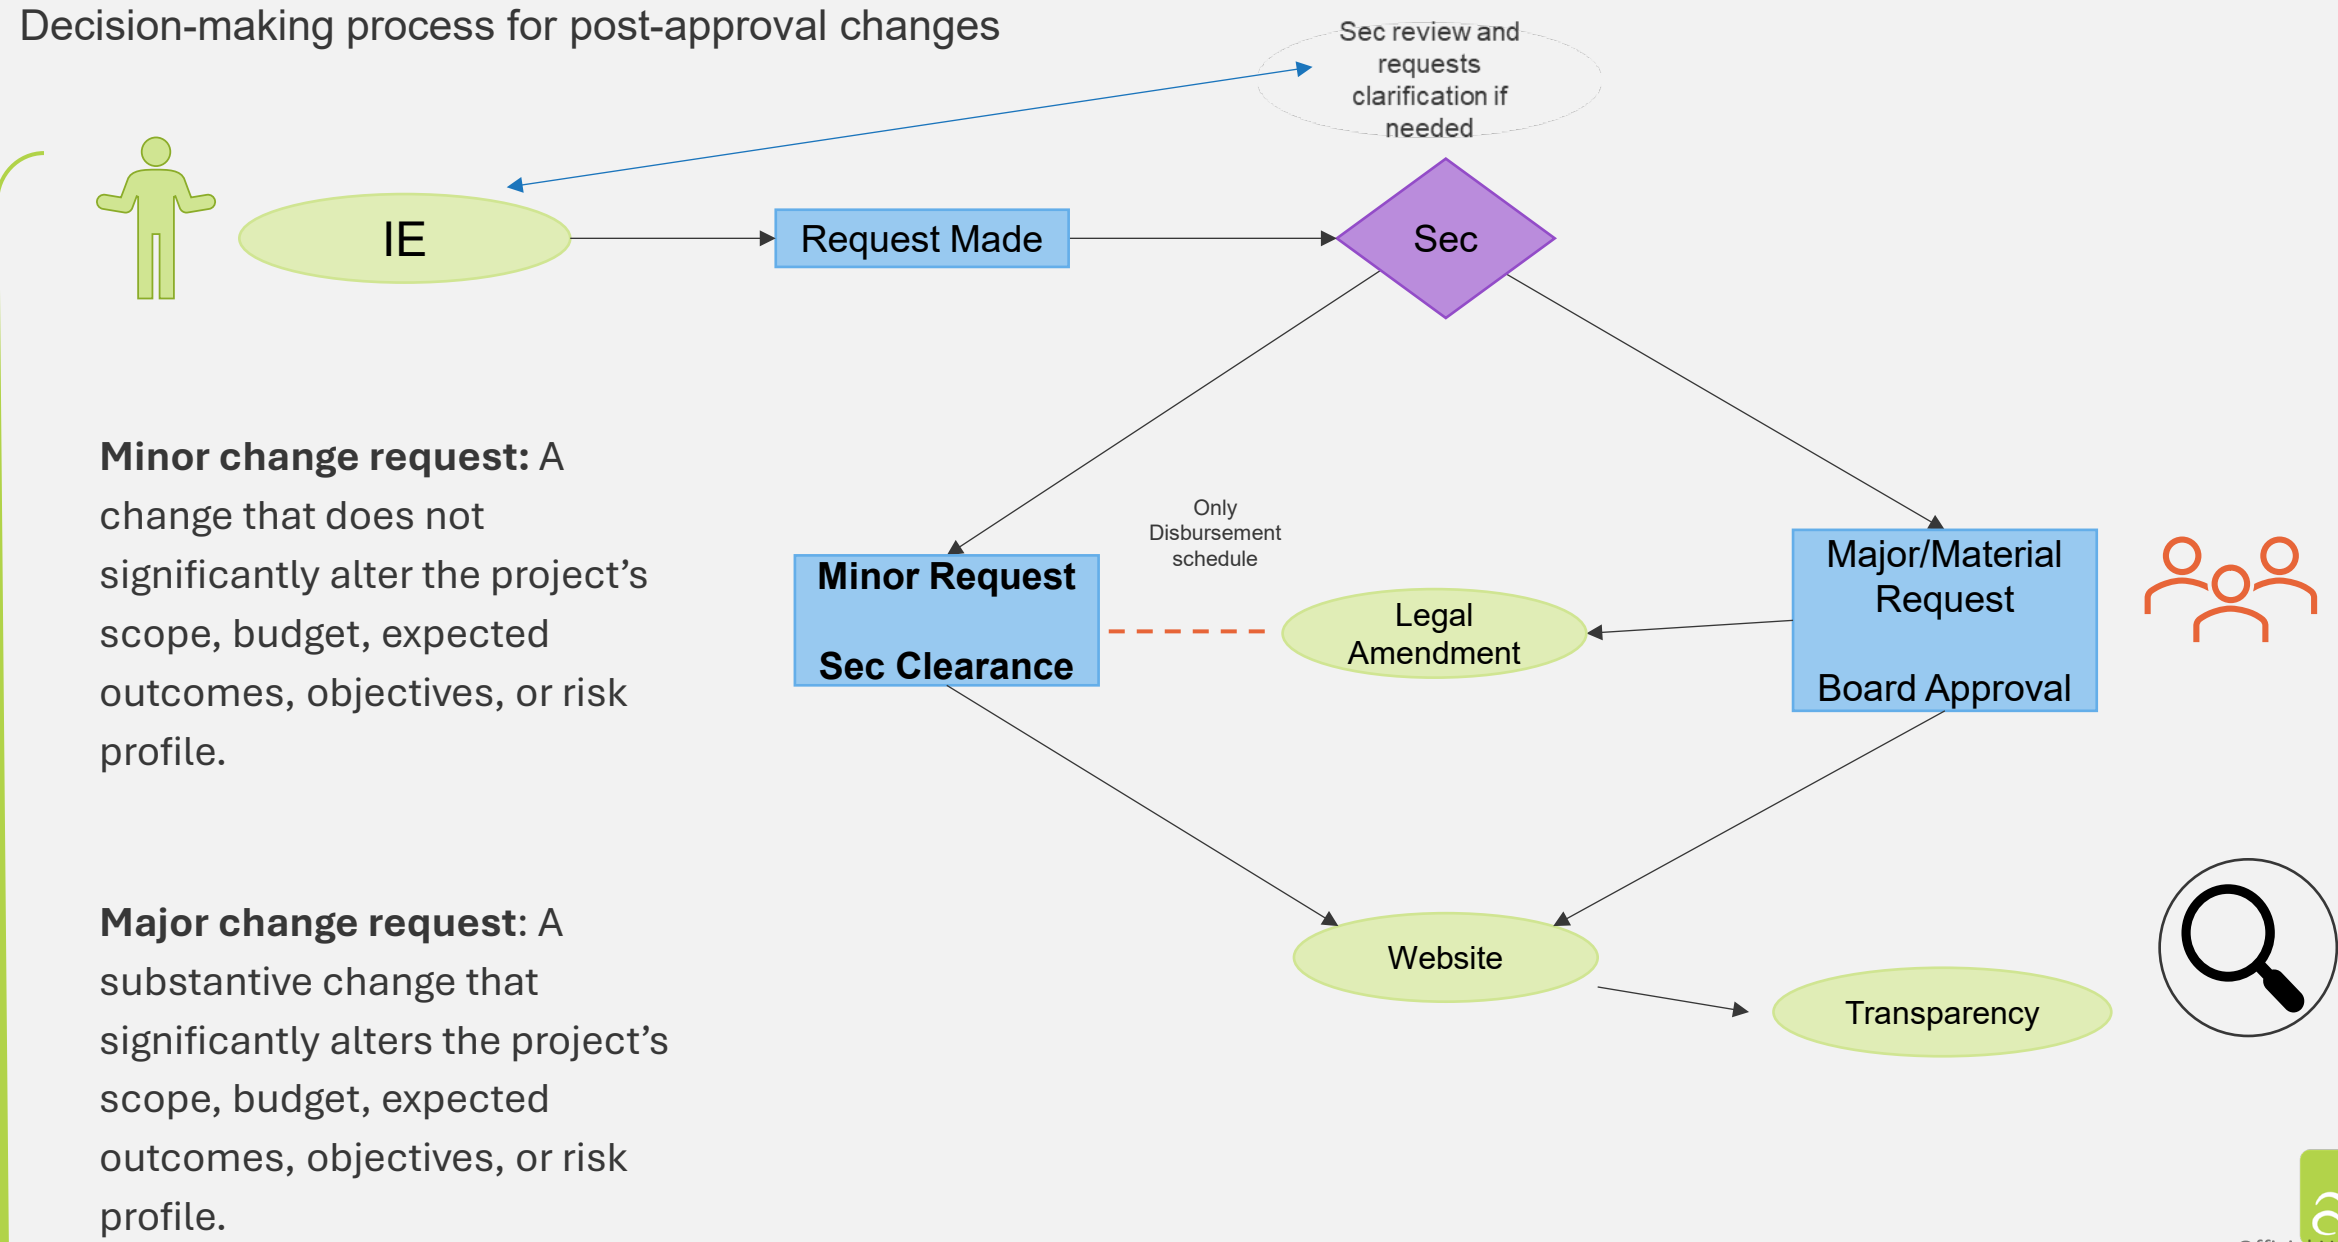 Decision-making process for post-approval changes
Sec review and
requests
clarification if
needed
IE
Request Made
Sec
Minor change request: A
change that does not
significantly alter the project’s
scope, budget, expected
outcomes, objectives, or risk
profile.
Only
Disbursement
schedule
Minor Request
Sec Clearance
Legal
Amendment
Major/Material
Request
Board Approval
Major change request: A
substantive change that
significantly alters the project’s
scope, budget, expected
outcomes, objectives, or risk
profile.
Website
Transparency